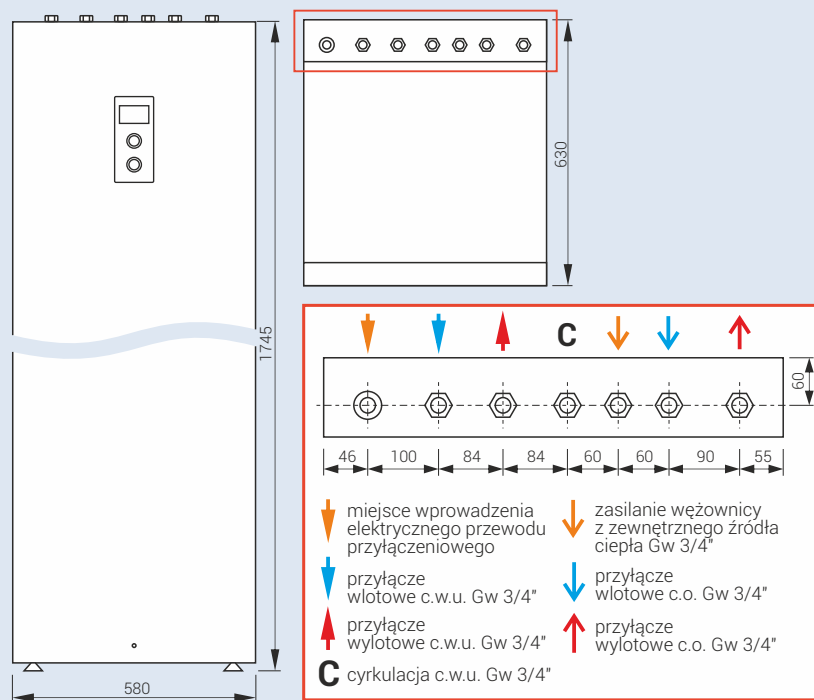 1745
580
630
C
60
46 100 84 84 60 60 90 55
miejsce wprowadzenia
elektrycznego przewodu
przyłączeniowego
przyłącze
wlotowe c.w.u. Gw 3/4"
przyłącze
wylotowe c.w.u. Gw 3/4"
C cyrkulacja c.w.u. Gw 3/4"
zasilanie wężownicy
z zewnętrznego źródła
ciepła Gw 3/4"
przyłącze
wlotowe c.o. Gw 3/4"
przyłącze
wylotowe c.o. Gw 3/4"